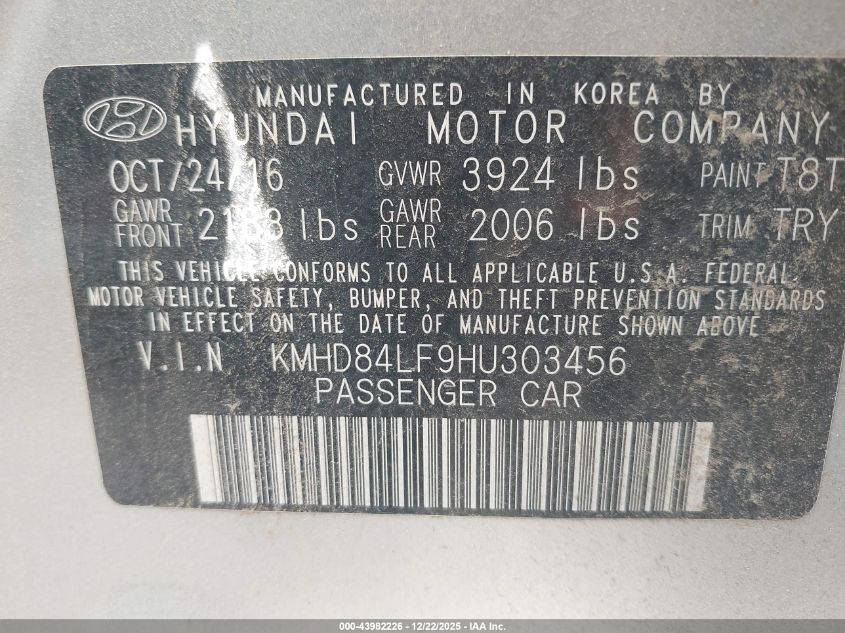 MANUFACTURED IN KOREA BY
HYUNDAI MOTOR COMPANY
OCT/24/16 GVWR 3924 lbs PAINT T8T
GAWR FRONT lbs GAWR REAR 2006 lbs TRIM TRY
THIS VEHICLE CONFORMS TO ALL APPLICABLE U.S.A. FEDERAL
MOTOR VEHICLE SAFETY, BUMPER, AND THEFT PREVENTION STANDARDS
IN EFFECT ON THE DATE OF MANUFACTURE SHOWN ABOVE.
V.I.N KMHD84LF9HU303456
PASSENGER CAR
000-43982226 - 12/22/2025 - IAA Inc.